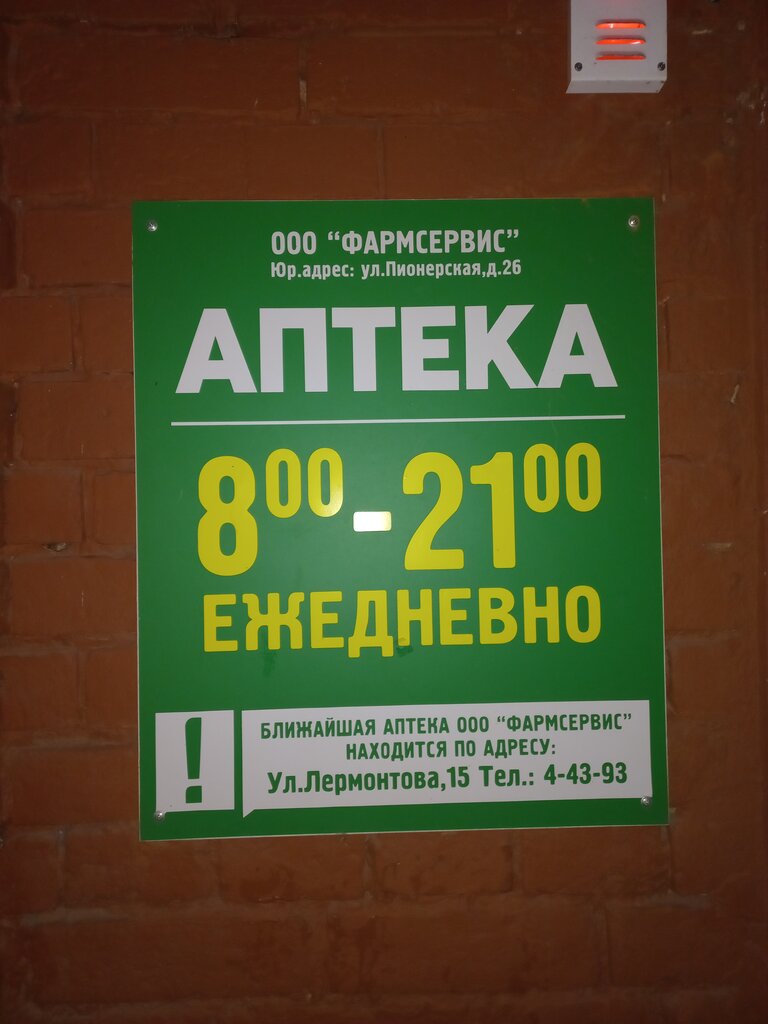 ООО “ФАРМСЕРВИС”
Юр.адрес: ул.Пионерская,д.26
АПТЕКА
8⁰⁰-21⁰⁰
ЕЖЕДНЕВНО
! БЛИЖАЙШАЯ АПТЕКА ООО “ФАРМСЕРВИС”
НАХОДИТСЯ ПО АДРЕСУ:
Ул.Лермонтова,15 Тел.: 4-43-93